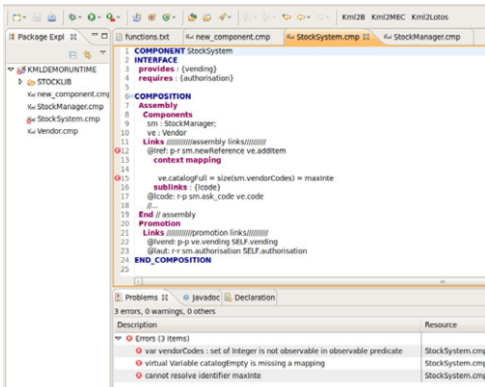 Kml2B Kml2MEC Kml2Lotos
Package Expl
functions.txt new_component.cmp StockSystem.cmp StockManager.cmp
KMLDEMORUNTIME
STOCKLIB
new_component.cmp
StockManager.cmp
StockSystem.cmp
Vendor.cmp
1 COMPONENT StockSystem
2 INTERFACE
3 provides : {vending}
4 requires : {authorisation}
5
6 COMPOSITION
7 Assembly
8 Components
9 sm : StockManager;
10 ve : Vendor
11 Links ///////////assembly links/////////
12 @lref: p-r sm.newReference ve.addItem
13 context mapping
14
15 ve.catalogFull = size(sm.vendorCodes) = maxInte
16 sublinks : {lcode}
17 @lcode: r-p sm.ask_code ve.code
18 //...
19 End // assembly
20 Promotion
21 Links ///////////promotion links/////////
22 @lvend: p-p ve.vending SELF.vending
23 @laut: r-r sm.authorisation SELF.authorisation
24 END_COMPOSITION
25
Problems Javadoc Declaration
3 errors, 0 warnings, 0 others
Description Resource
Errors (3 items)
var vendorCodes : set of Integer is not observable in observable predicate StockSystem.cmp
virtual Variable catalogEmpty is missing a mapping StockSystem.cmp
cannot resolve identifier maxInte StockSystem.cmp